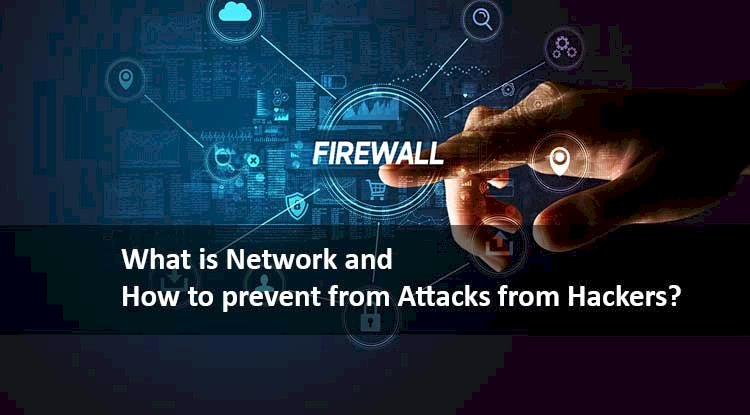 FIREWALL
What is Network and
How to prevent from Attacks from Hackers?